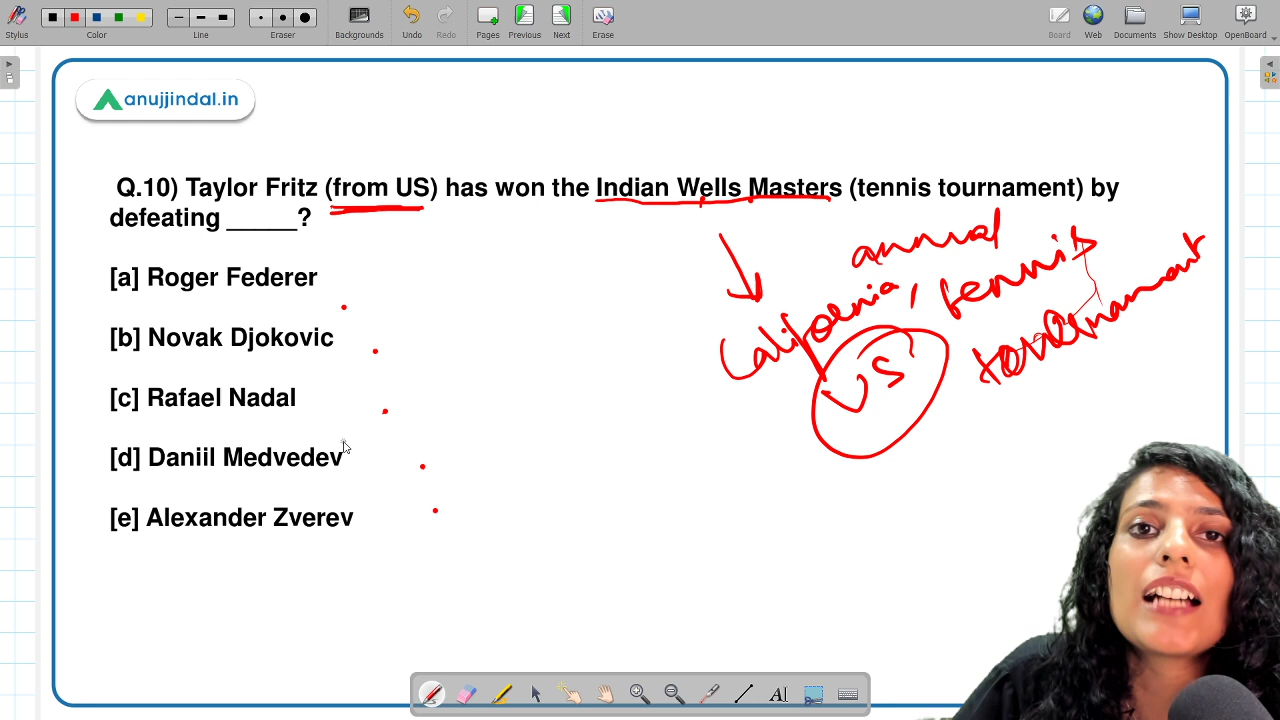 Stylus
Color
Line
Eraser
Backgrounds
Undo
Redo
Pages
Previous
Next
Erase
Board
Web
Documents
Show Desktop
OpenBoard
anujjindal.in
Q.10) Taylor Fritz (from US) has won the Indian Wells Masters (tennis tournament) by
defeating ______?
[a] Roger Federer
[b] Novak Djokovic
[c] Rafael Nadal
[d] Daniil Medvedev
[e] Alexander Zverev
annual
California, tennis
US
AI